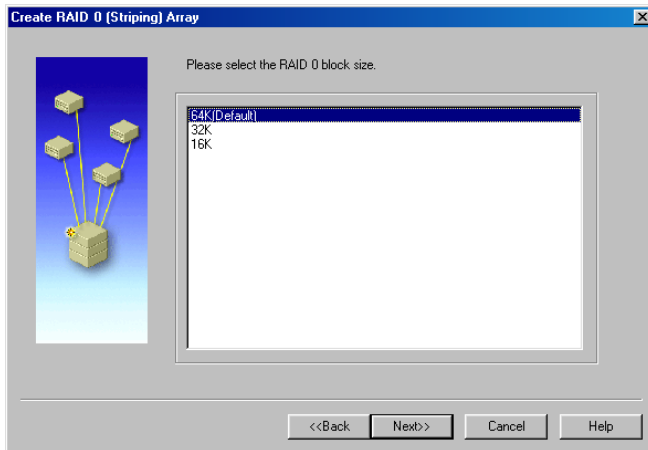 Create RAID 0 (Striping) Array
Please select the RAID 0 block size.
64K(Default)
32K
16K
<<Back
Next>>
Cancel
Help